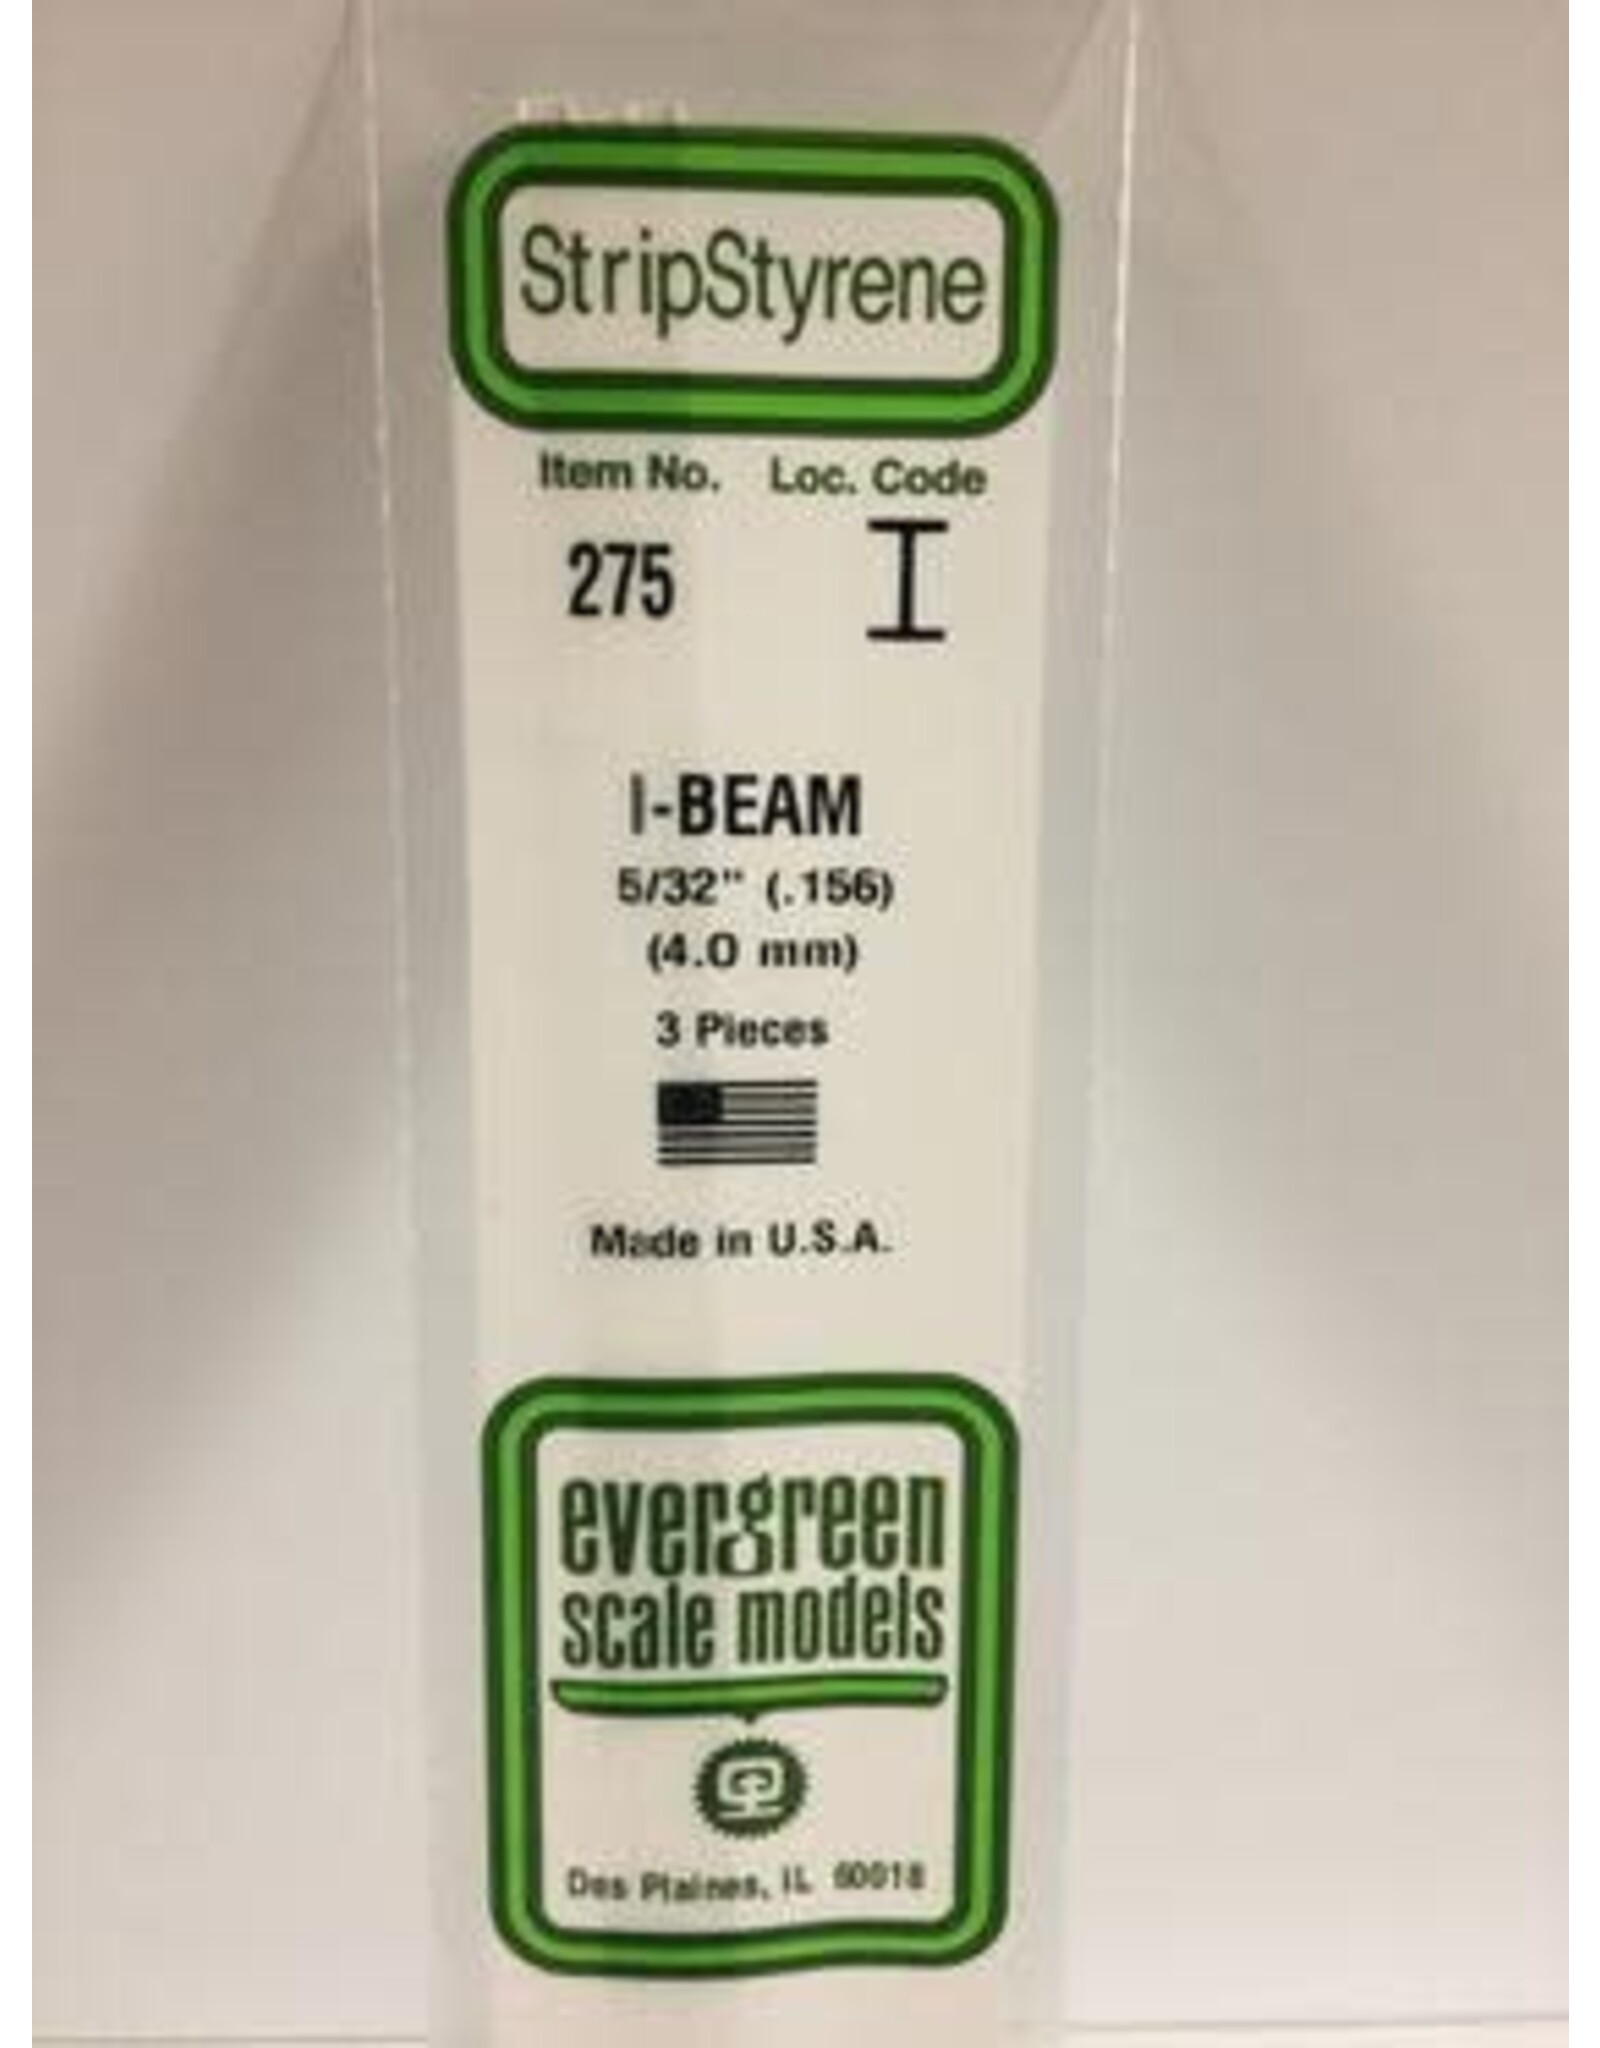 StripStyrene
Item No. Loc. Code
275 I
I-BEAM
5/32" (.156)
(4.0 mm)
3 Pieces
Made in U.S.A.
evergreen
scale models
Des Plaines, IL 60018